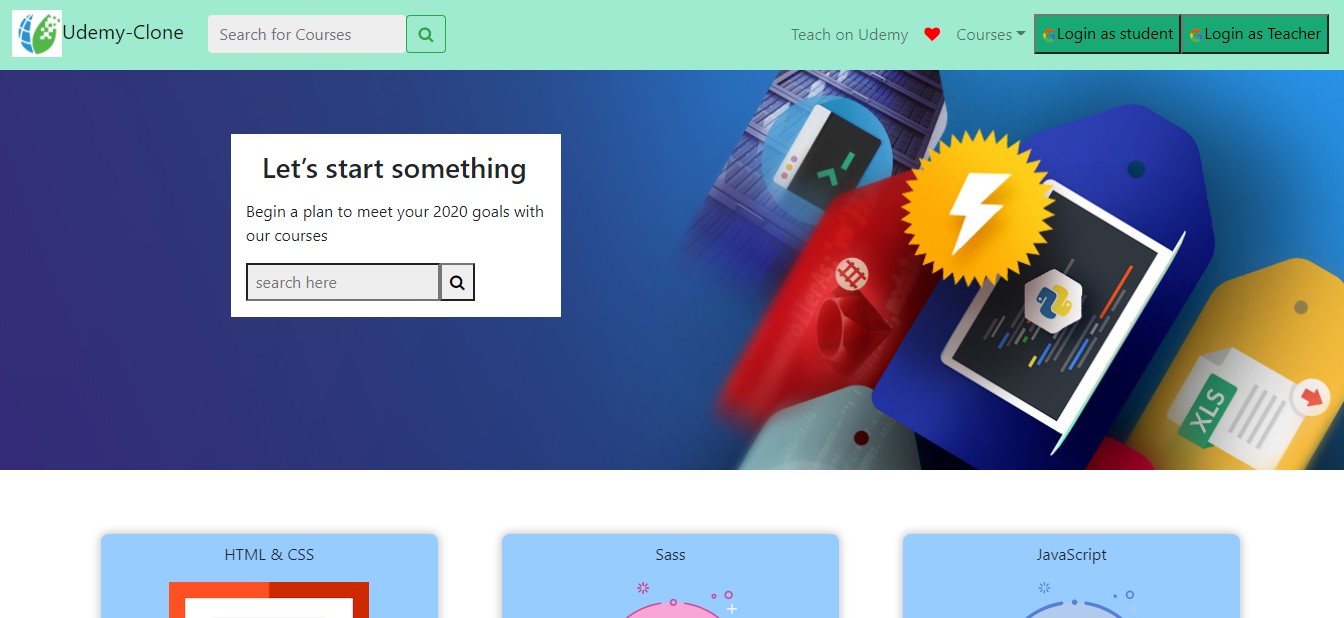 Udemy-Clone
Search for Courses
Teach on Udemy
Courses
Login as student
Login as Teacher
Let’s start something
Begin a plan to meet your 2020 goals with
our courses
search here
XLS
HTML & CSS
Sass
JavaScript